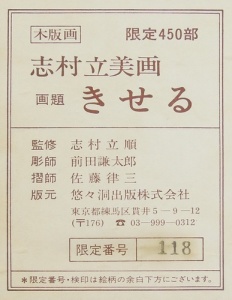 木版画
限定450部
志村立美画
画題 きせる
監修 志村立順
彫師 前田謙太郎
摺師 佐藤律三
版元 悠々洞出版株式会社
東京都練馬区貫井5-9-12
(〒176) ☎03-999-0312
限定番号 118
*限定番号・検印は絵柄の余白下方にございます。